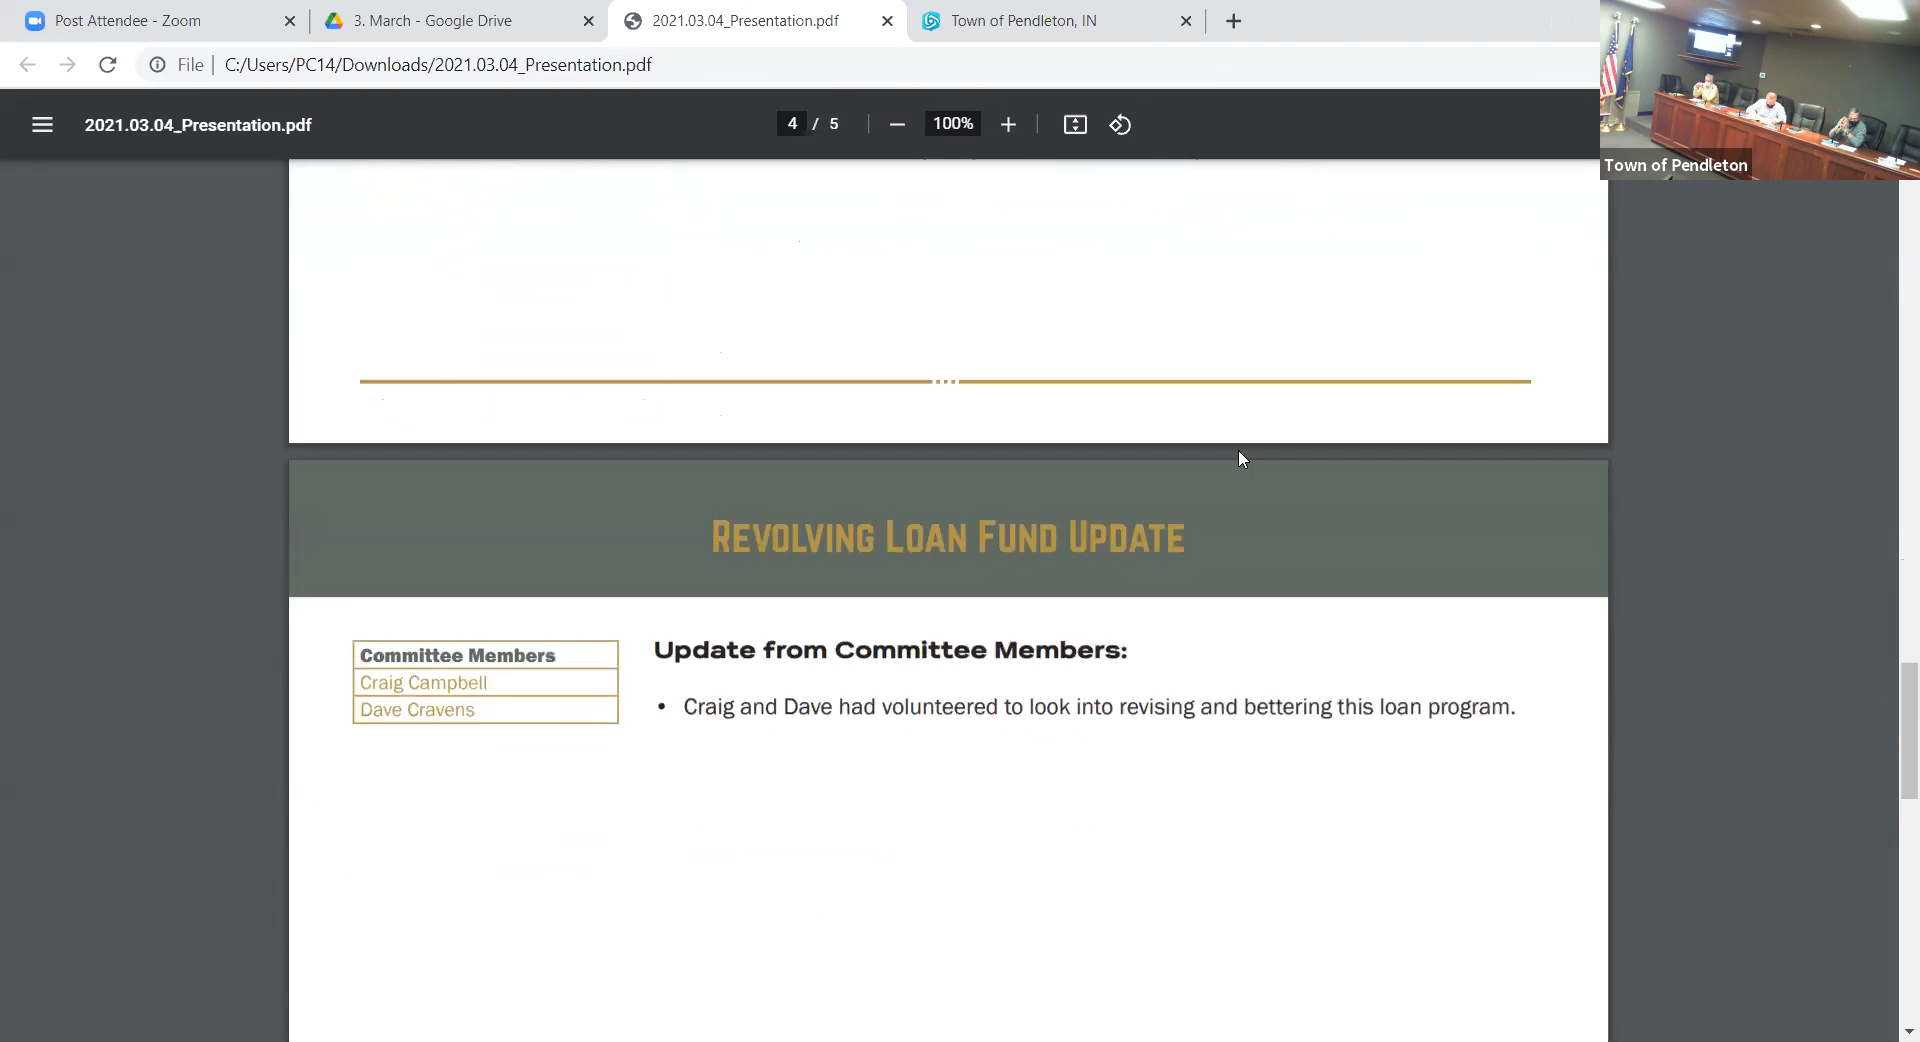 Post Attendee - Zoom
3. March - Google Drive
2021.03.04_Presentation.pdf
Town of Pendleton, IN
File | C:/Users/PC14/Downloads/2021.03.04_Presentation.pdf
2021.03.04_Presentation.pdf
4 / 5
100%
Town of Pendleton
Revolving Loan Fund Update
Committee Members
Craig Campbell
Dave Cravens
Update from Committee Members:
• Craig and Dave had volunteered to look into revising and bettering this loan program.